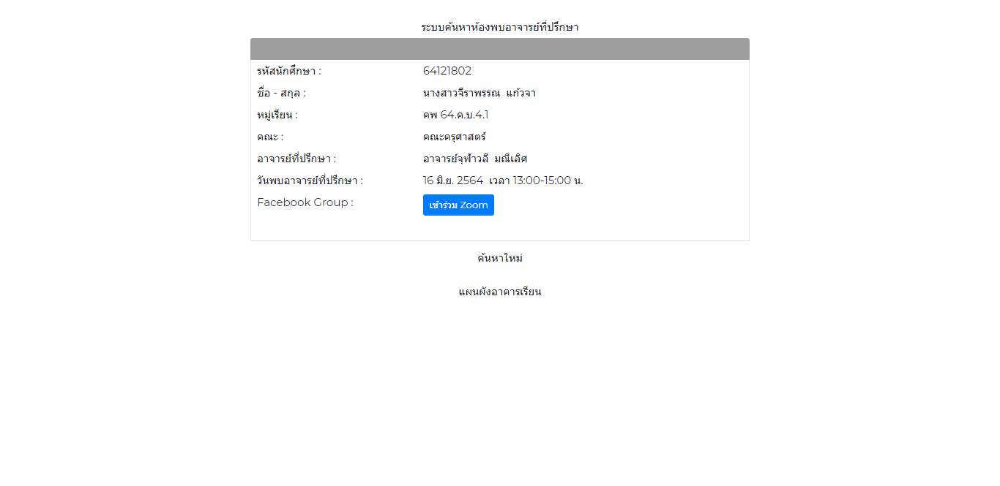 ระบบค้นหาห้องพบอาจารย์ที่ปรึกษา
รหัสนักศึกษา : 64121802
ชื่อ - สกุล : นางสาวจีราพรรณ แก้วจา
หมู่เรียน : คพ 64.ค.บ.4.1
คณะ : คณะครุศาสตร์
อาจารย์ที่ปรึกษา : อาจารย์จุฬาวลี มณีเลิศ
วันพบอาจารย์ที่ปรึกษา : 16 มิ.ย. 2564 เวลา 13:00-15:00 น.
Facebook Group : เข้าร่วม Zoom
ค้นหาใหม่
แผนผังอาคารเรียน